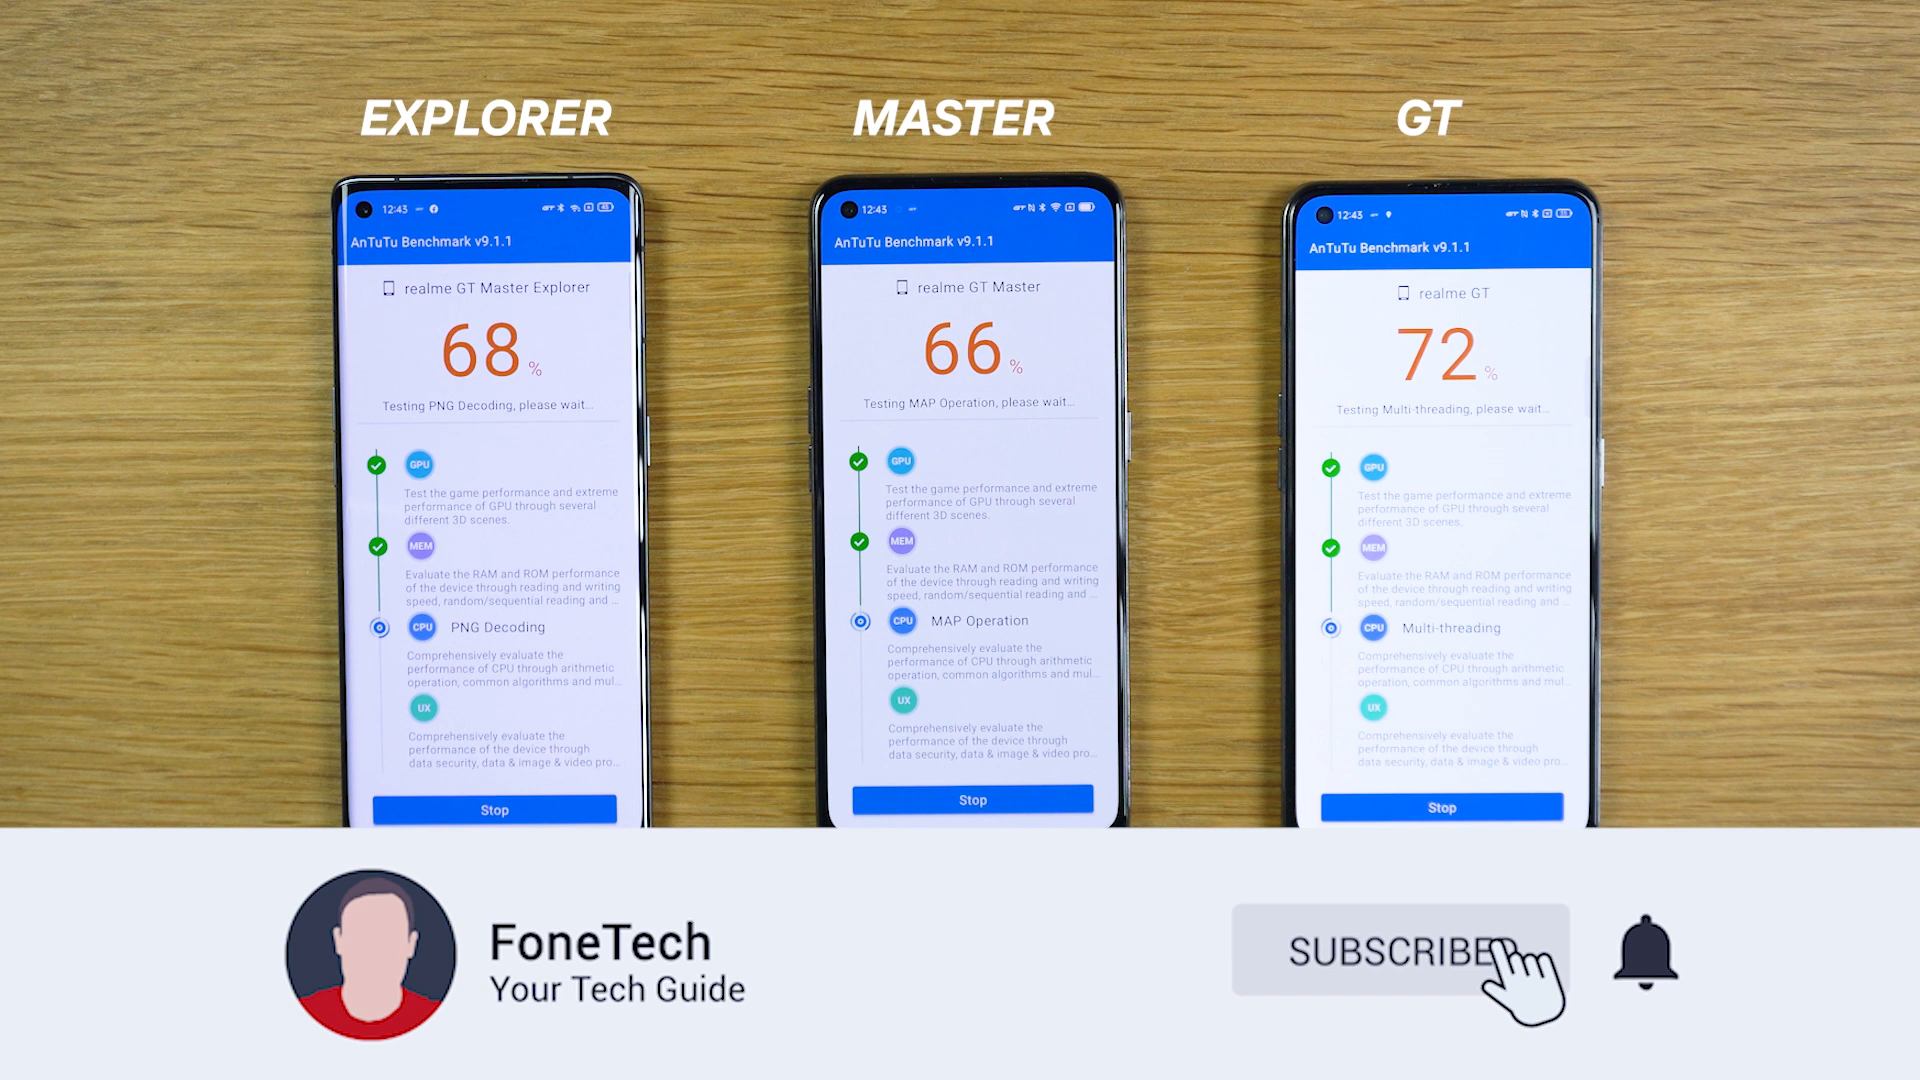 EXPLORER
MASTER
GT
12:43
AnTuTu Benchmark v9.1.1
realme GT Master Explorer
68 %
Testing PNG Decoding, please wait...
GPU
Test the game performance and extreme
performance of GPU through several
different 3D scenes.
MEM
Evaluate the RAM and ROM performance
of the device through reading and writing
speed, random/sequential reading and ...
CPU PNG Decoding
Comprehensively evaluate the
performance of CPU through arithmetic
operation, common algorithms and mul...
UX
Comprehensively evaluate the
performance of the device through
data security, data & image & video pro...
Stop
12:43
AnTuTu Benchmark v9.1.1
realme GT Master
66 %
Testing MAP Operation, please wait...
GPU
Test the game performance and extreme
performance of GPU through several
different 3D scenes.
MEM
Evaluate the RAM and ROM performance
of the device through reading and writing
speed, random/sequential reading and ...
CPU MAP Operation
Comprehensively evaluate the
performance of CPU through arithmetic
operation, common algorithms and mul...
UX
Comprehensively evaluate the
performance of the device through
data security, data & image & video pro...
Stop
12:43
AnTuTu Benchmark v9.1.1
realme GT
72 %
Testing Multi-threading, please wait...
GPU
Test the game performance and extreme
performance of GPU through several
different 3D scenes.
MEM
Evaluate the RAM and ROM performance
of the device through reading and writing
speed, random/sequential reading and ...
CPU Multi-threading
Comprehensively evaluate the
performance of CPU through arithmetic
operation, common algorithms and mul...
UX
Comprehensively evaluate the
performance of the device through
data security, data & image & video pro...
Stop
FoneTech
Your Tech Guide
SUBSCRIBED